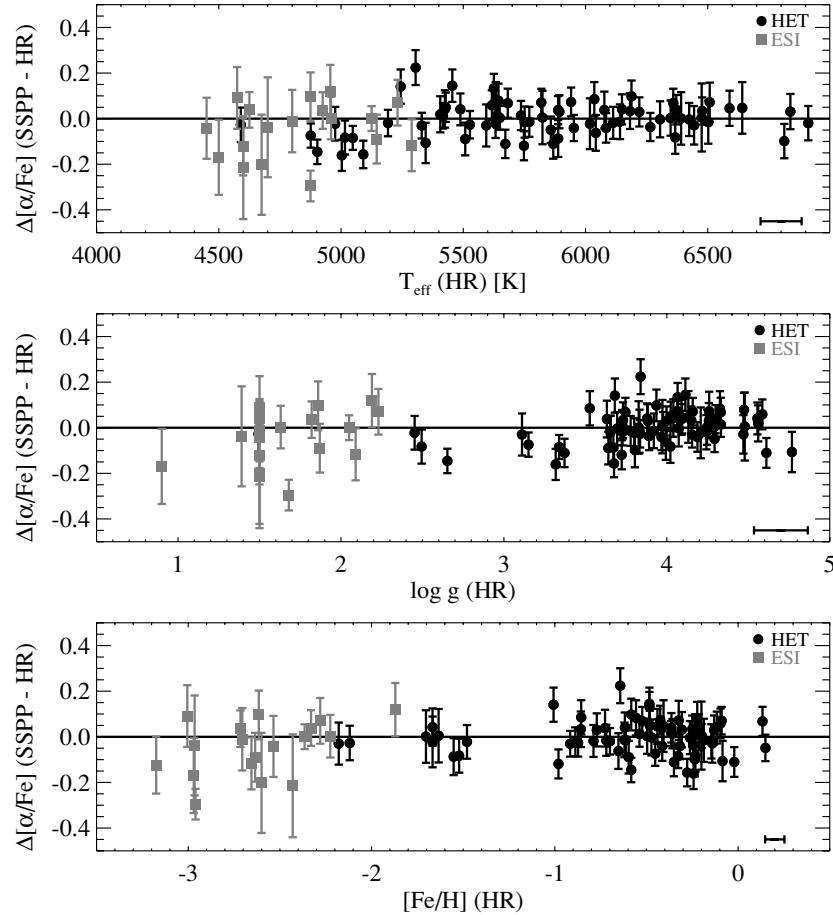 0.4
0.2
0.0
-0.2
-0.4
Δ[α/Fe] (SSPP - HR)
HET
ESI
4000 4500 5000 5500 6000 6500
T_eff (HR) [K]
0.4
0.2
0.0
-0.2
-0.4
Δ[α/Fe] (SSPP - HR)
HET
ESI
1 2 3 4 5
log g (HR)
0.4
0.2
0.0
-0.2
-0.4
Δ[α/Fe] (SSPP - HR)
HET
ESI
-3 -2 -1 0
[Fe/H] (HR)